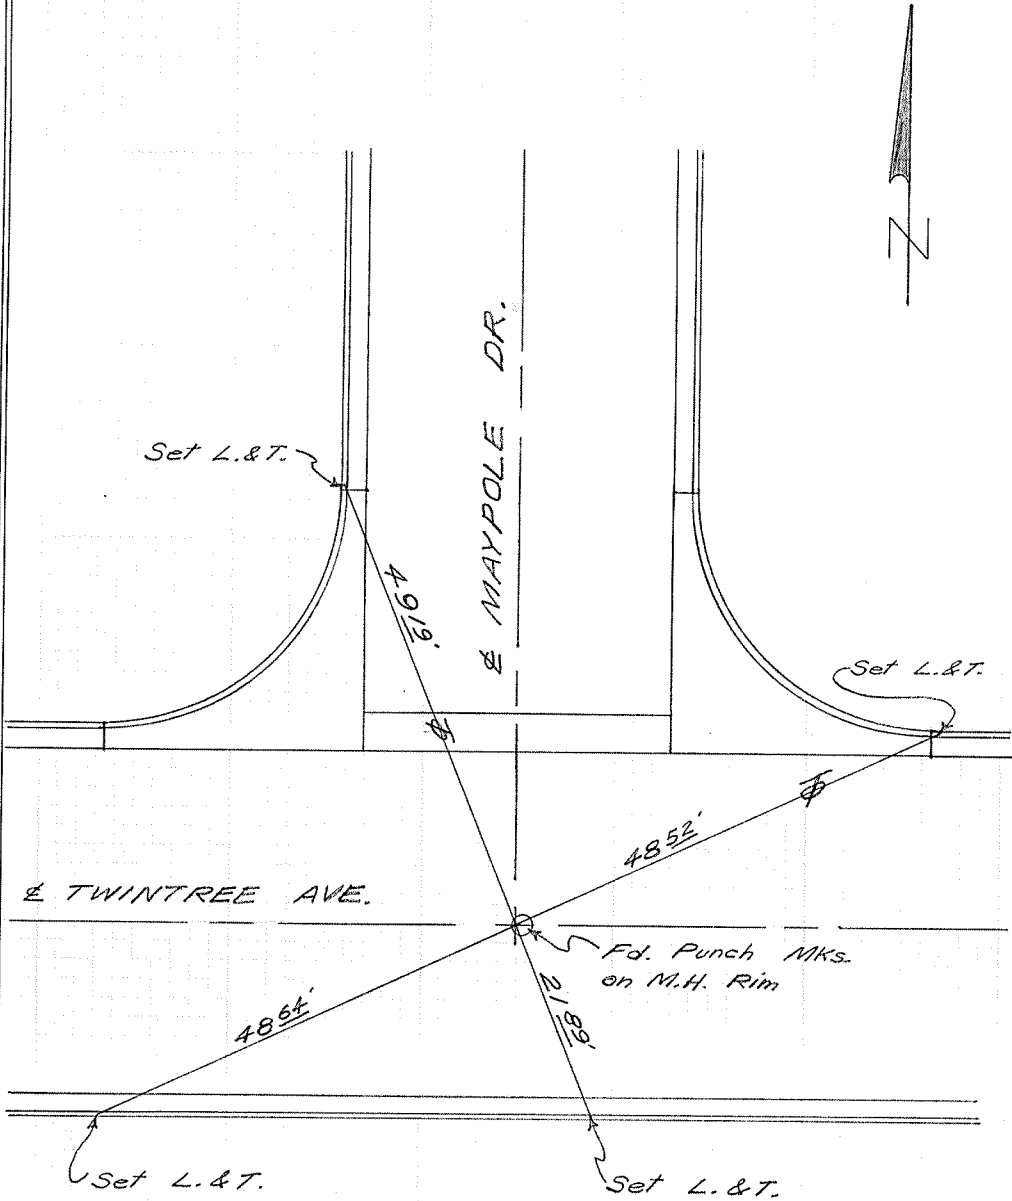 N
℄ MAYPOLE DR.
Set L.&T.
49.19'
Set L.&T.
48.52'
℄ TWINTREE AVE.
Fd. Punch Mks.
on M.H. Rim
48.64'
21.89'
Set L.&T.
Set L.&T.